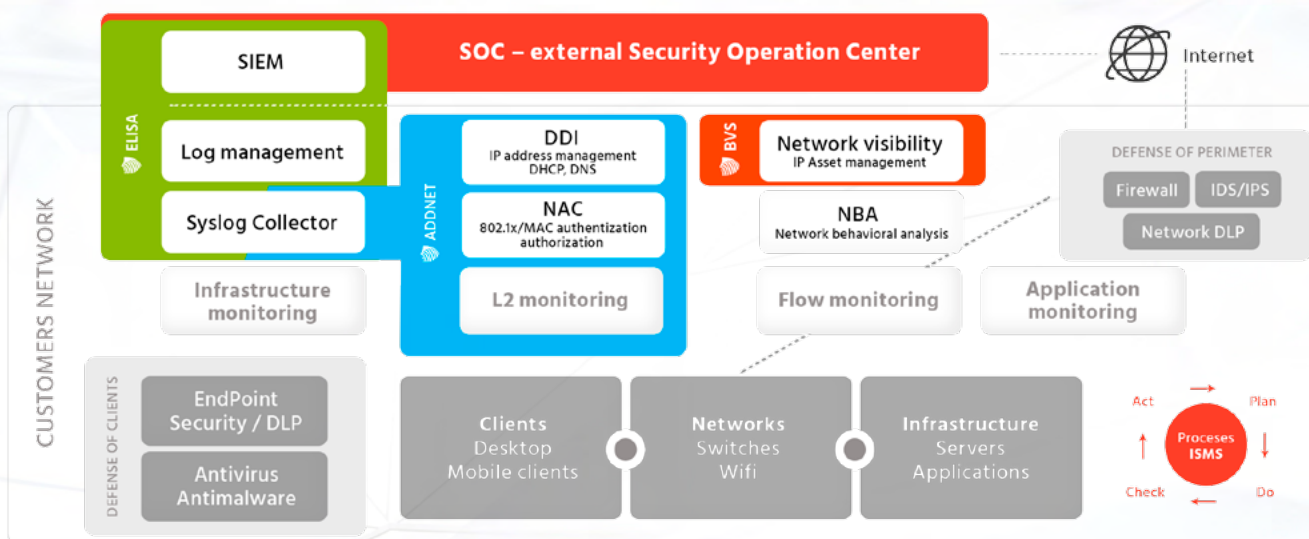 SOC – external Security Operation Center
SIEM
Internet
ELISA
Log management
Syslog Collector
ADDNET
DDI
IP address management
DHCP, DNS
NAC
802.1x/MAC authentization
authorization
L2 monitoring
BVS
Network visibility
IP Asset management
NBA
Network behavioral analysis
DEFENSE OF PERIMETER
Firewall
IDS/IPS
Network DLP
CUSTOMERS NETWORK
Infrastructure
monitoring
Flow monitoring
Application
monitoring
DEFENSE OF CLIENTS
EndPoint
Security / DLP
Antivirus
Antimalware
Clients
Desktop
Mobile clients
Networks
Switches
Wifi
Infrastructure
Servers
Applications
Act
Plan
Proceses
ISMS
Check
Do